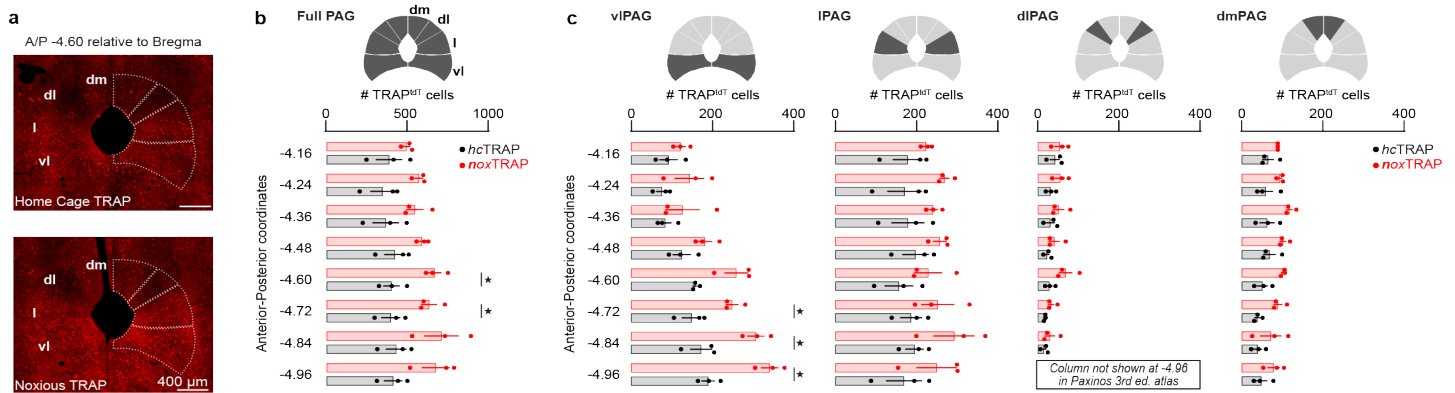 a
A/P -4.60 relative to Bregma
dm
dl
l
vl
Home Cage TRAP
dm
dl
l
vl
Noxious TRAP
400 µm
b
Full PAG
dm
dl
l
vl
# TRAPtdT cells
0 500 1000
hcTRAP
noxTRAP
Anterior-Posterior coordinates
-4.16
-4.24
-4.36
-4.48
-4.60
-4.72
-4.84
-4.96
★
★
c
vlPAG
lPAG
dlPAG
dmPAG
# TRAPtdT cells
# TRAPtdT cells
# TRAPtdT cells
# TRAPtdT cells
0 200 400
0 200 400
0 200 400
0 200 400
Anterior-Posterior coordinates
-4.16
-4.24
-4.36
-4.48
-4.60
-4.72
-4.84
-4.96
★
★
★
hcTRAP
noxTRAP
Column not shown at -4.96
in Paxinos 3rd ed. atlas